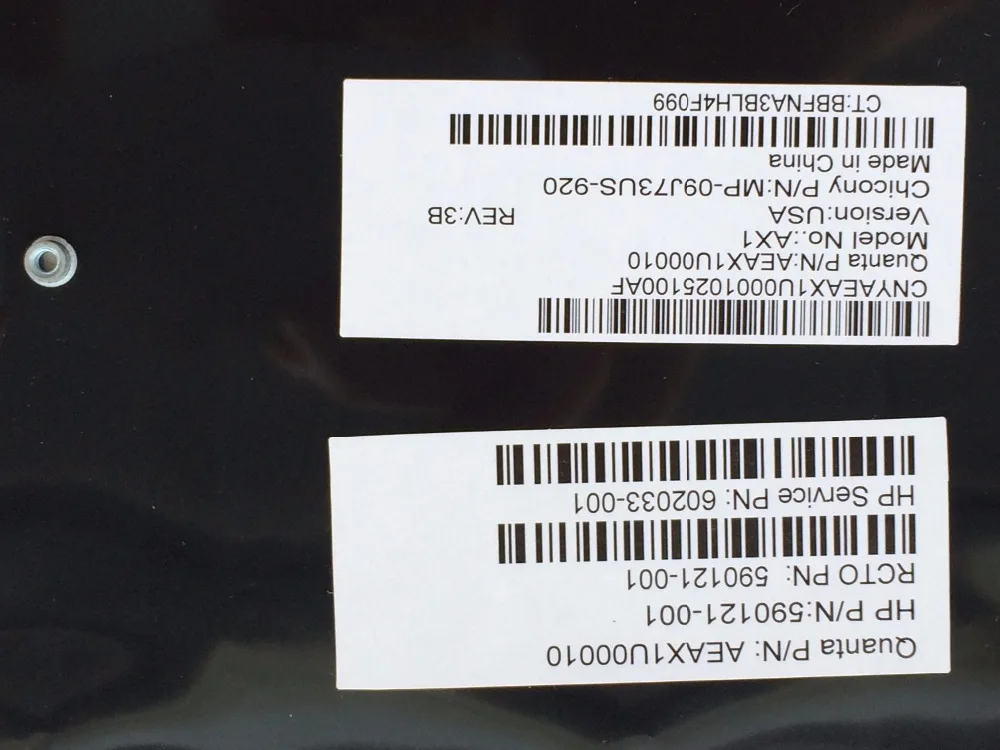 Quanta P/N: AEAX1U00010
HP P/N:590121-001
RCTO PN: 590121-001
HP Service PN: 602033-001
CNYAEAX1U0001025100AF
Quanta P/N:AEAX1U00010
Model No.:AX1
Version:USA REV:3B
Chicony P/N:MP-09J73US-920
Made in China
CT:BBFNA3BLH4F099